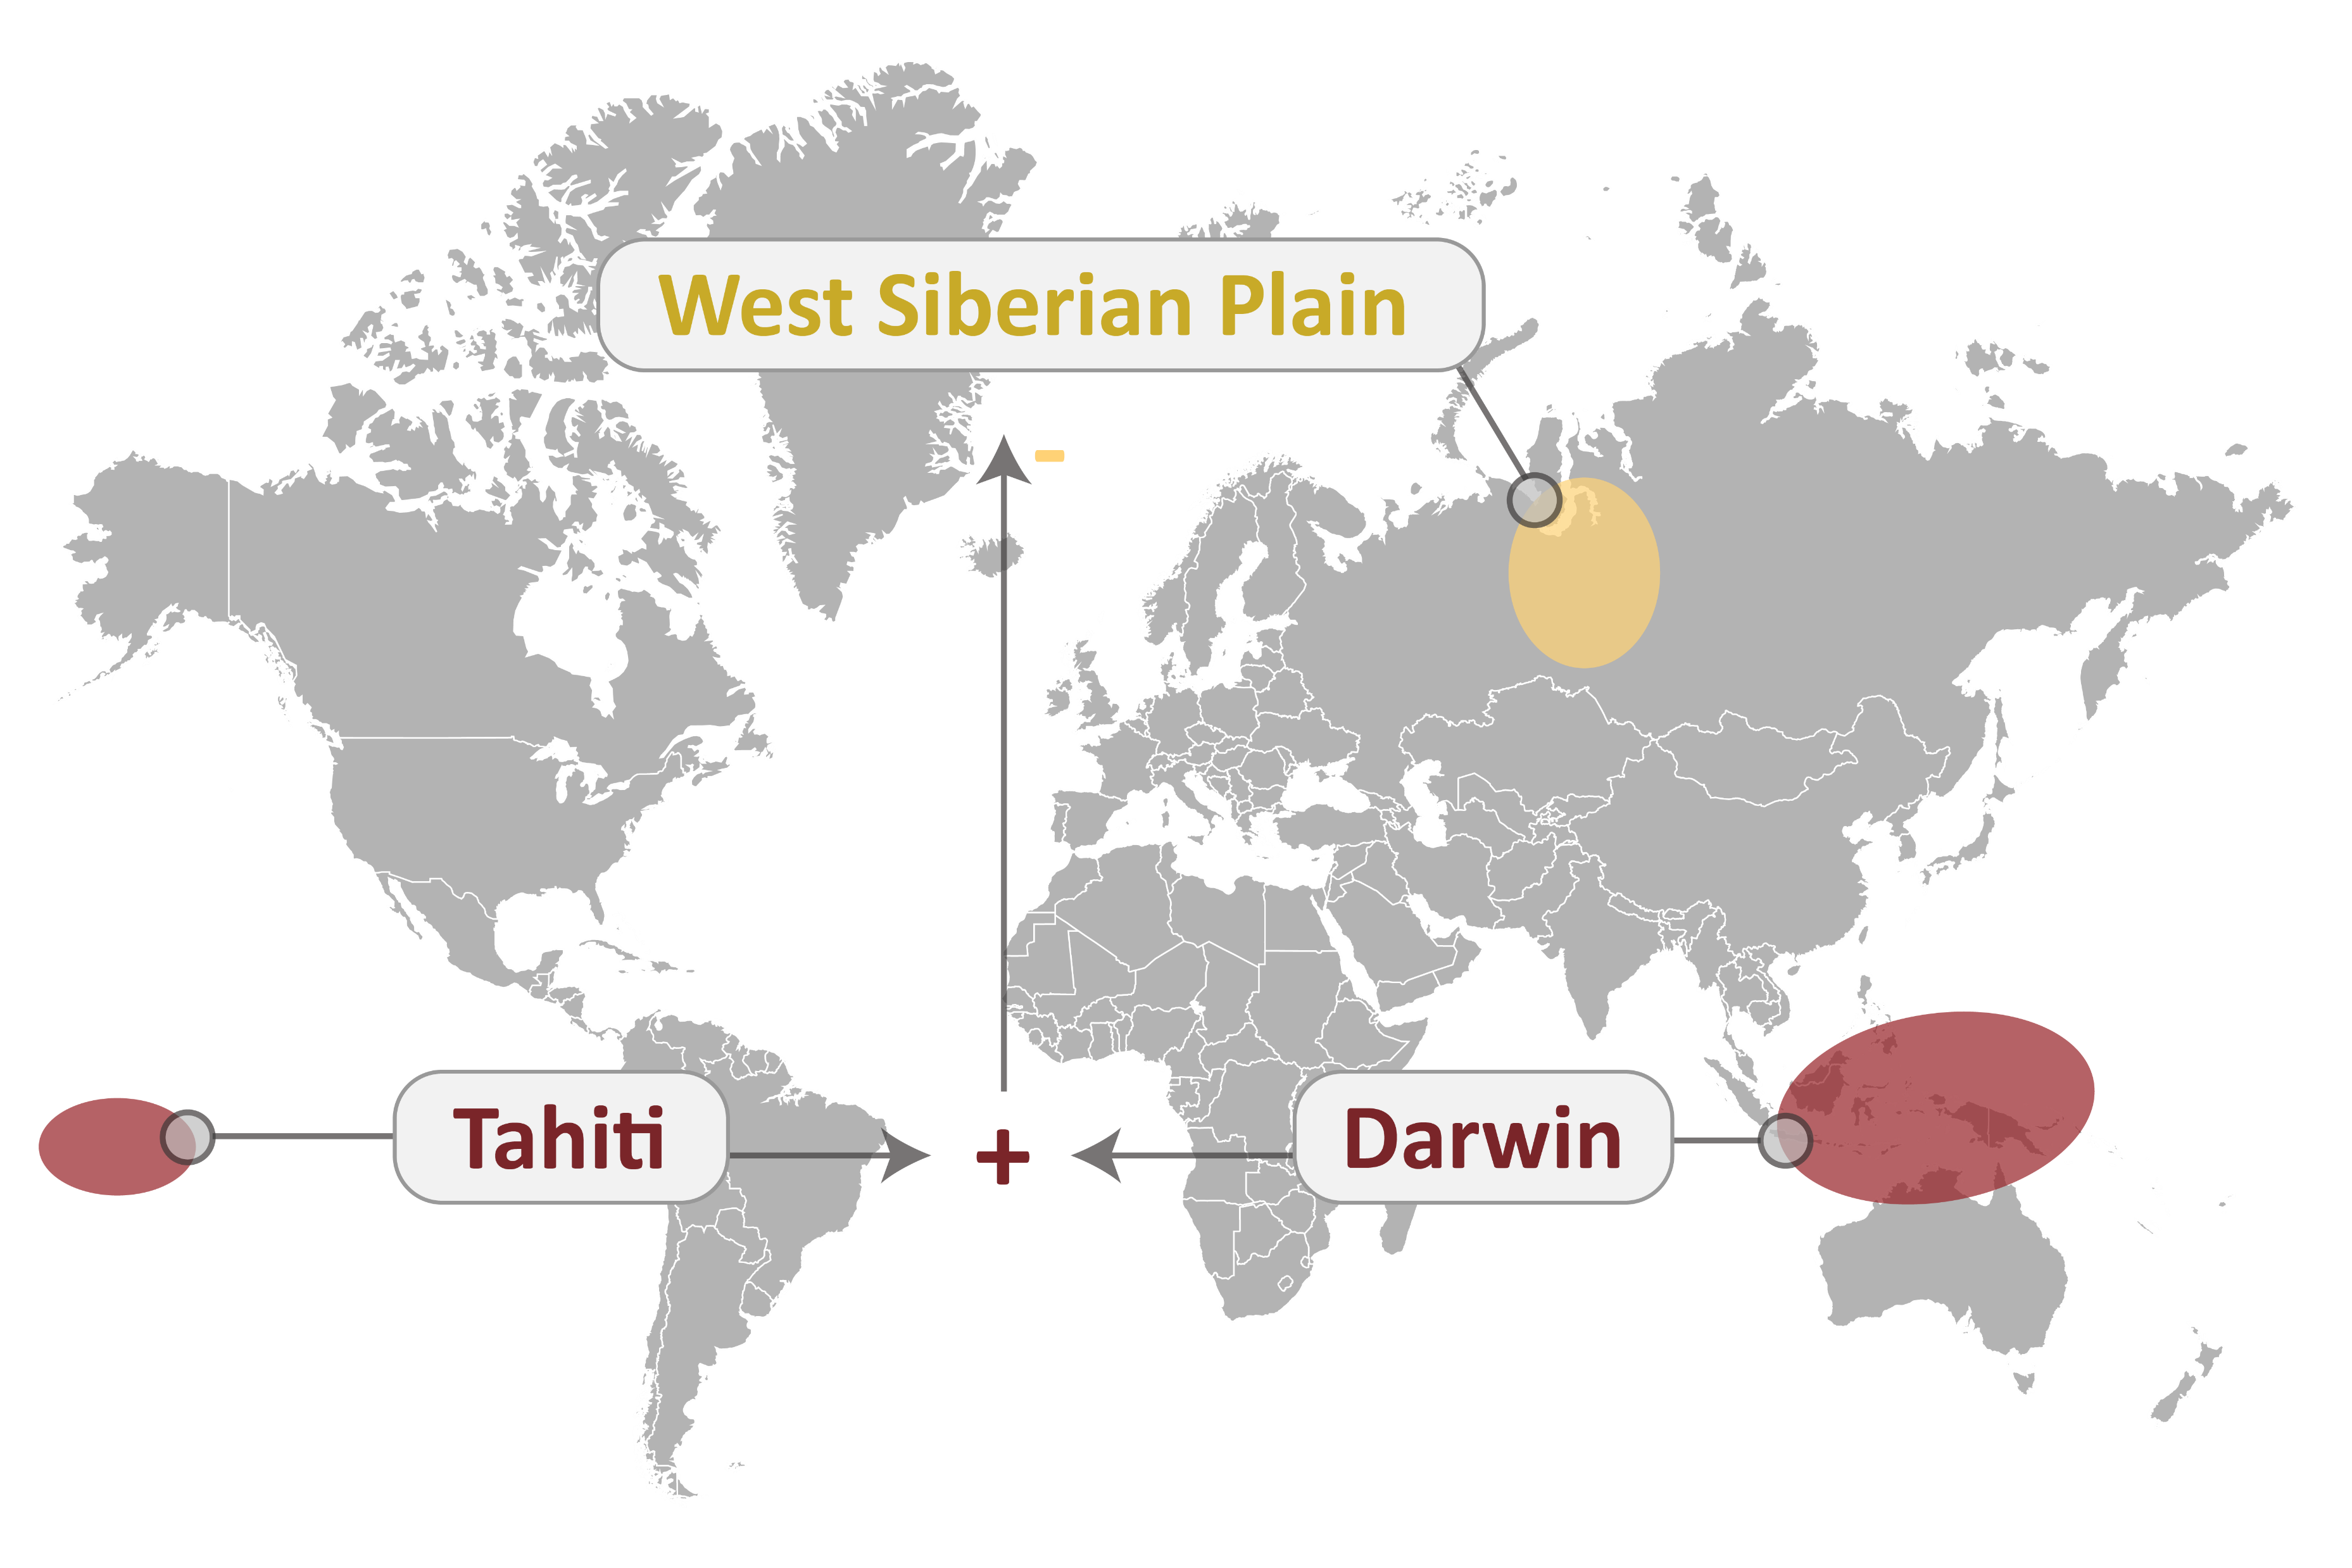 West Siberian Plain
-
Tahiti
+
Darwin